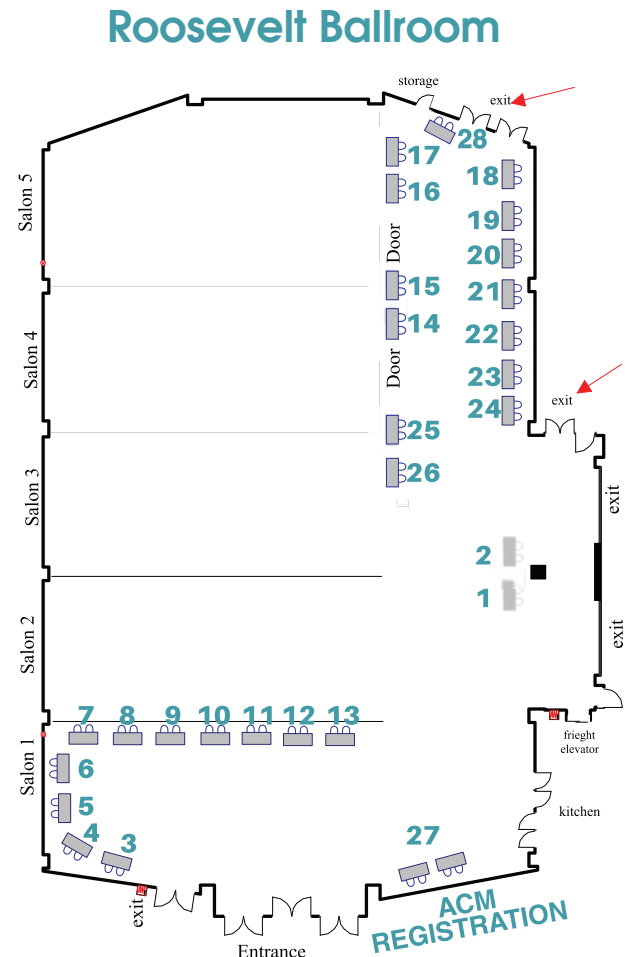 Roosevelt Ballroom
storage
exit
28
17
18
16
19
Salon 5
Door
20
15
21
14
22
Salon 4
Door
23
exit
24
25
26
Salon 3
exit
2
1
Salon 2
exit
7 8 9 10 11 12 13
frieght
elevator
Salon 1
6
5
kitchen
4
3
27
exit
ACM
REGISTRATION
Entrance